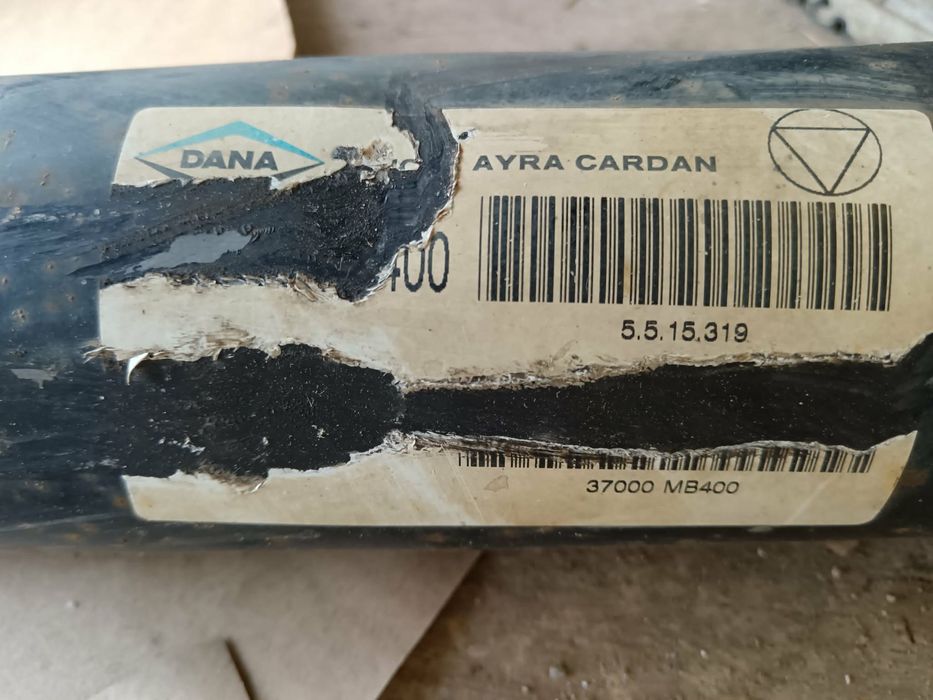 DANA
AYRA CARDAN
400
5.5.15.319
37000 MB400